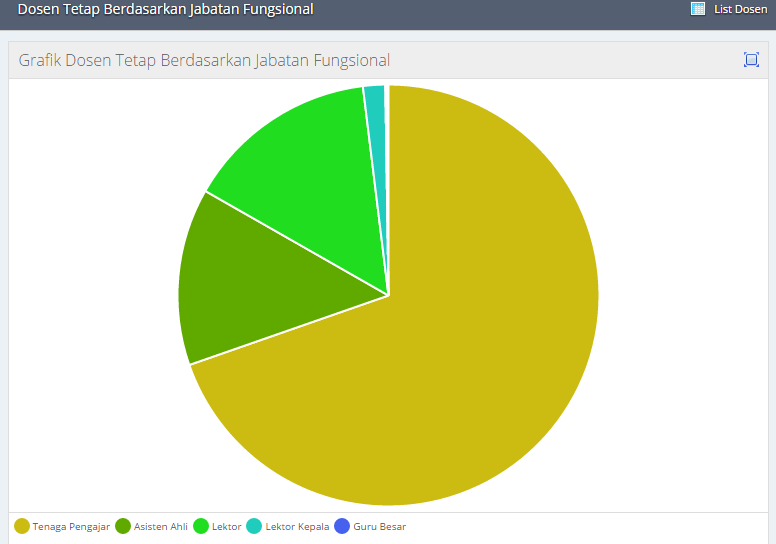 Dosen Tetap Berdasarkan Jabatan Fungsional
List Dosen
Grafik Dosen Tetap Berdasarkan Jabatan Fungsional
Tenaga Pengajar Asisten Ahli Lektor Lektor Kepala Guru Besar